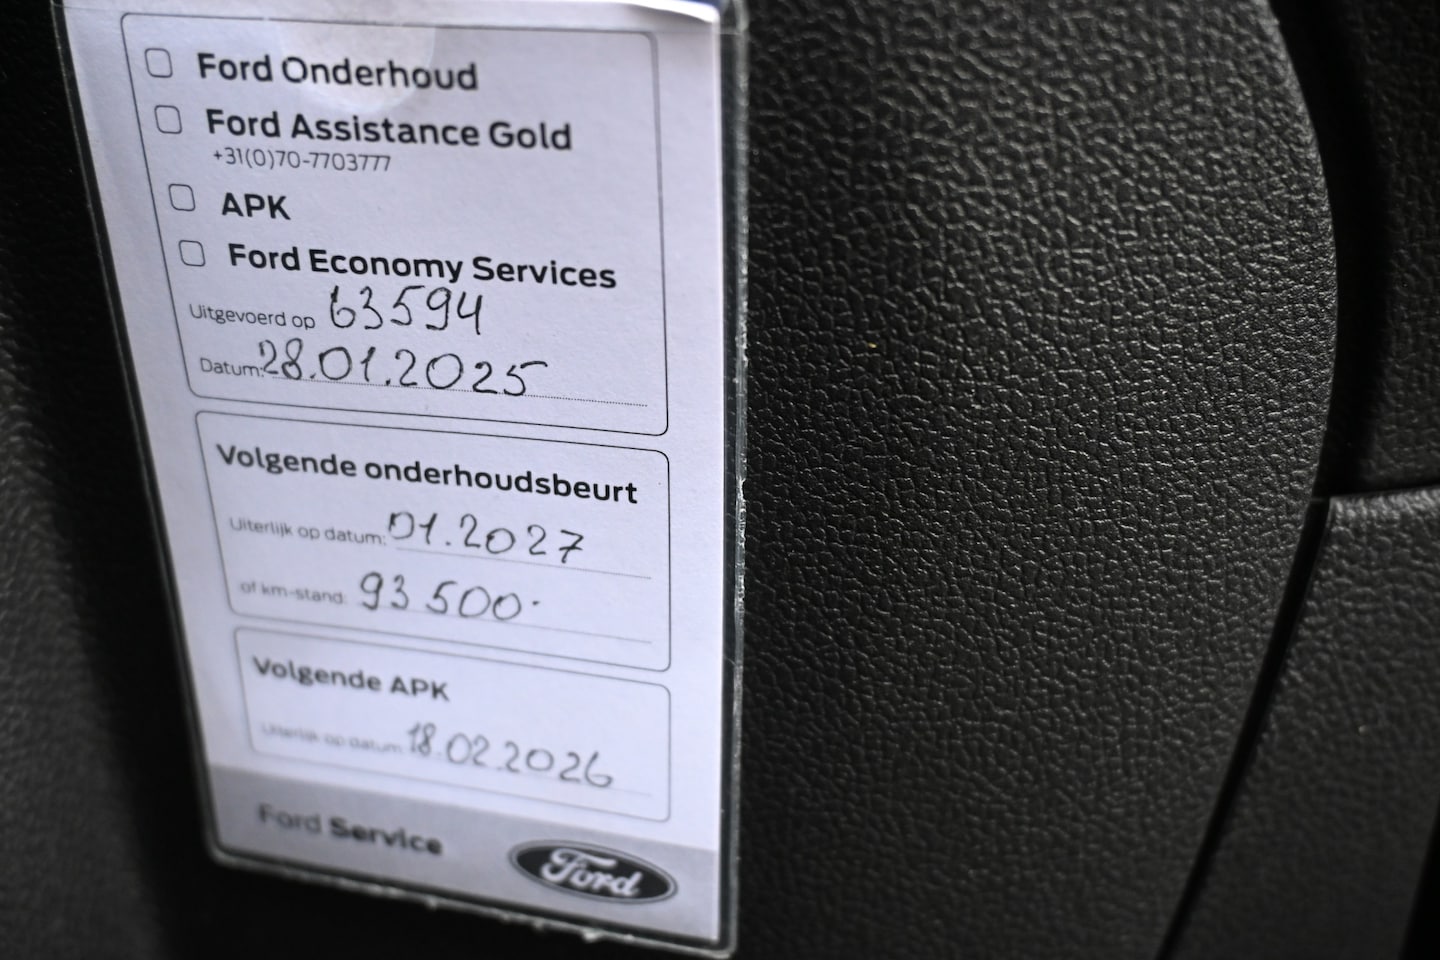 Ford Onderhoud
Ford Assistance Gold
+31(0)70-7703777
APK
Ford Economy Services
Uitgevoerd op 63594
Datum: 28.01.2025
Volgende onderhoudsbeurt
Uiterlijk op datum: 01.2027
of km-stand: 93 500.
Volgende APK
Uiterlijk op datum: 18.02.2026
Ford Service
Ford